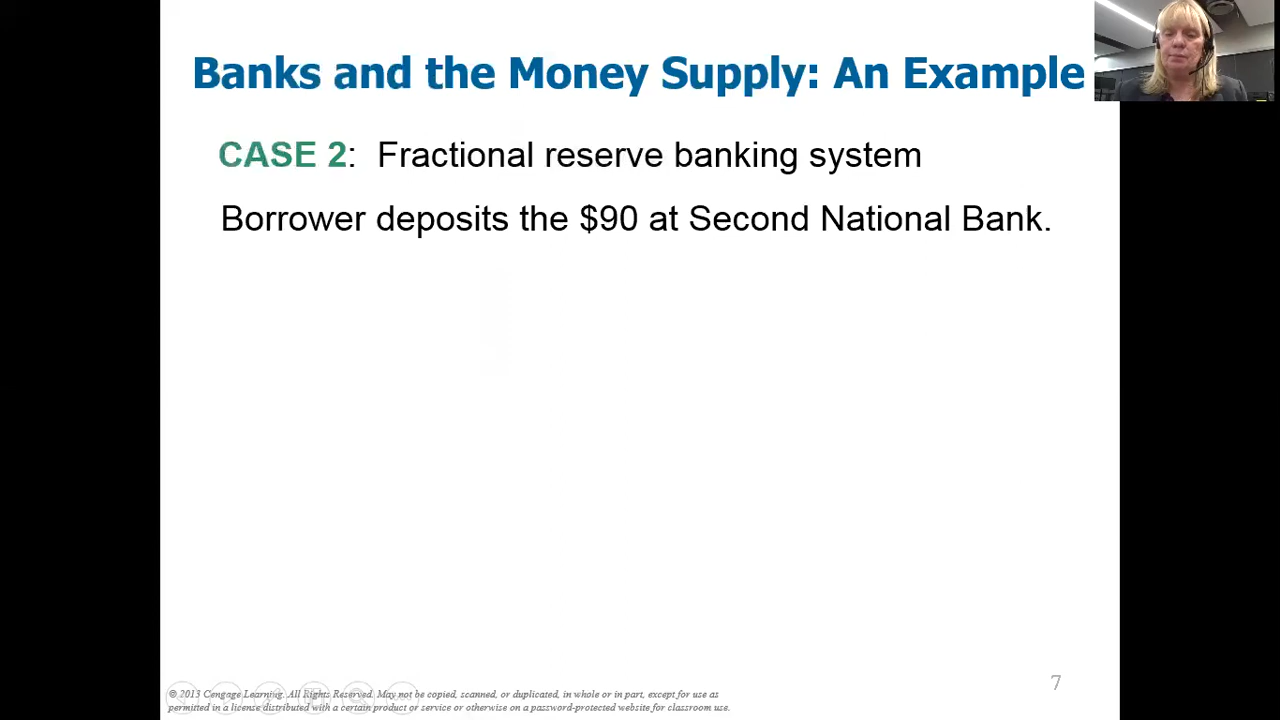 Banks and the Money Supply: An Example
CASE 2: Fractional reserve banking system
Borrower deposits the $90 at Second National Bank.
© 2013 Cengage Learning. All Rights Reserved. May not be copied, scanned, or duplicated, in whole or in part, except for use as
permitted in a license distributed with a certain product or service or otherwise on a password-protected website for classroom use.
7